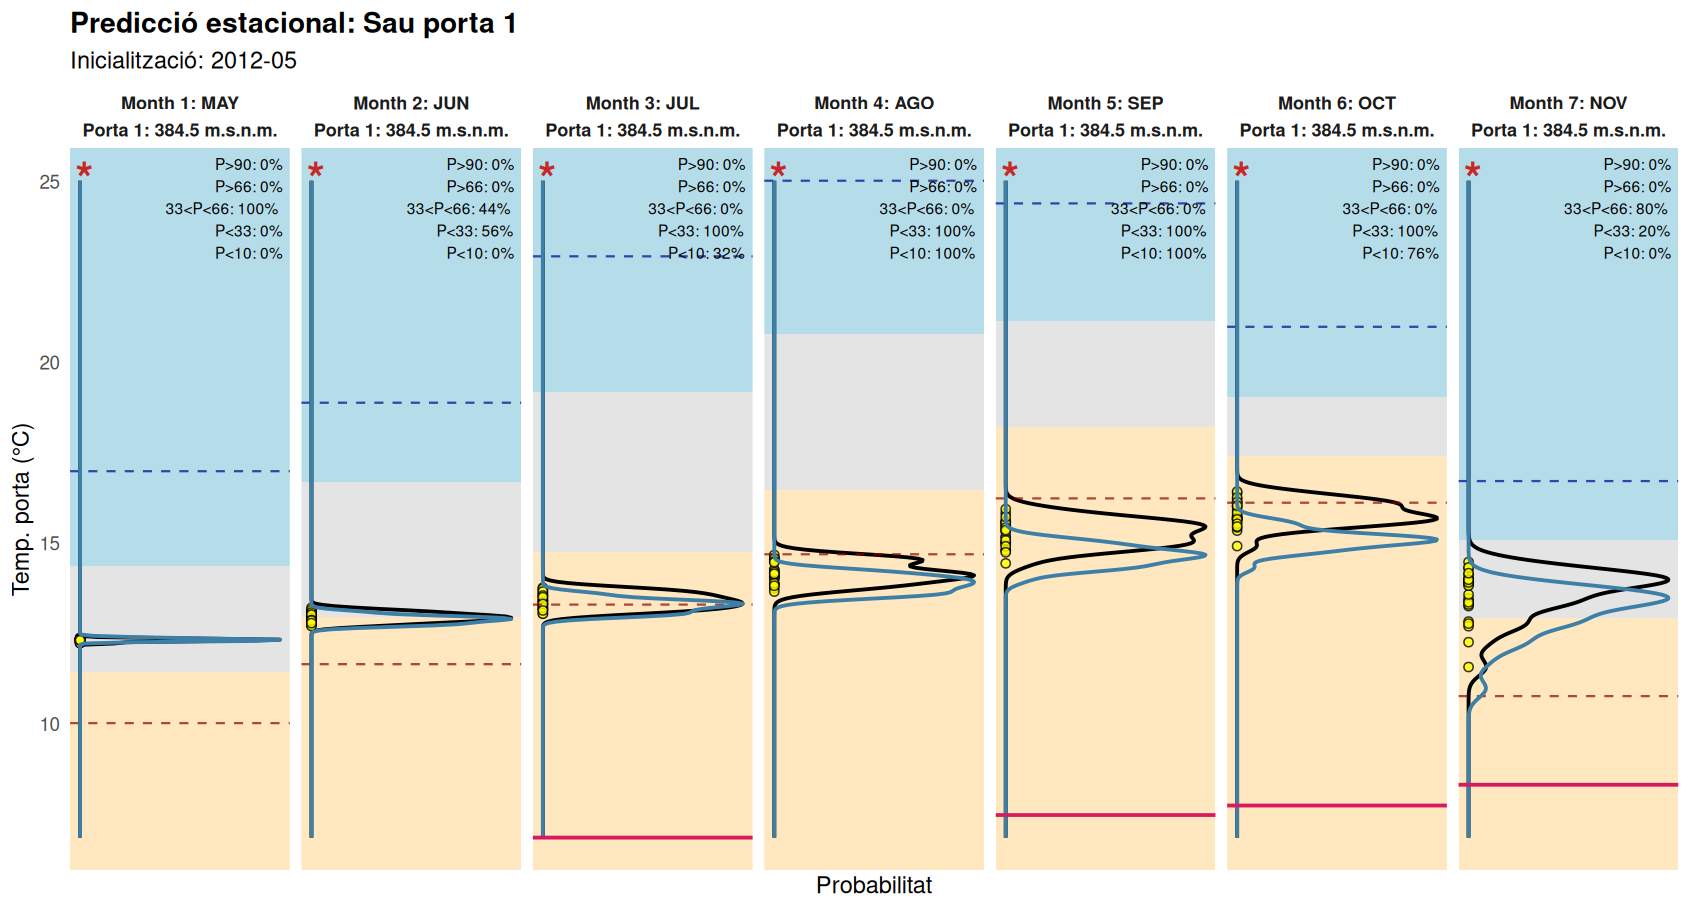 Predicció estacional: Sau porta 1
Inicialització: 2012-05
Month 1: MAY
Porta 1: 384.5 m.s.n.m.
Month 2: JUN
Porta 1: 384.5 m.s.n.m.
Month 3: JUL
Porta 1: 384.5 m.s.n.m.
Month 4: AGO
Porta 1: 384.5 m.s.n.m.
Month 5: SEP
Porta 1: 384.5 m.s.n.m.
Month 6: OCT
Porta 1: 384.5 m.s.n.m.
Month 7: NOV
Porta 1: 384.5 m.s.n.m.
Temp. porta (°C)
25
20
15
10
*
P>90: 0%
P>66: 0%
33<P<66: 100%
P<33: 0%
P<10: 0%
*
P>90: 0%
P>66: 0%
33<P<66: 44%
P<33: 56%
P<10: 0%
*
P>90: 0%
P>66: 0%
33<P<66: 0%
P<33: 100%
P<10: 32%
*
P>90: 0%
P>66: 0%
33<P<66: 0%
P<33: 100%
P<10: 100%
*
P>90: 0%
P>66: 0%
33<P<66: 0%
P<33: 100%
P<10: 100%
*
P>90: 0%
P>66: 0%
33<P<66: 0%
P<33: 100%
P<10: 76%
*
P>90: 0%
P>66: 0%
33<P<66: 80%
P<33: 20%
P<10: 0%
Probabilitat